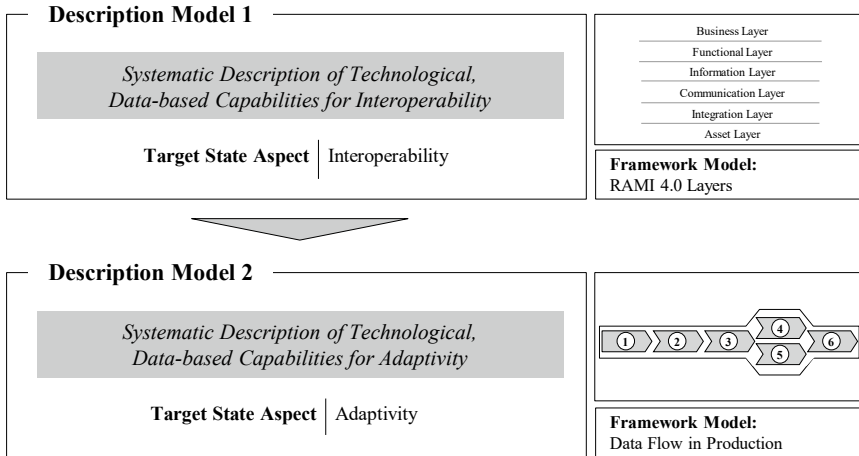 Description Model 1
Systematic Description of Technological,
Data-based Capabilities for Interoperability
Target State Aspect Interoperability
Business Layer
Functional Layer
Information Layer
Communication Layer
Integration Layer
Asset Layer
Framework Model:
RAMI 4.0 Layers
Description Model 2
Systematic Description of Technological,
Data-based Capabilities for Adaptivity
Target State Aspect Adaptivity
1 2 3 4 5 6
Framework Model:
Data Flow in Production